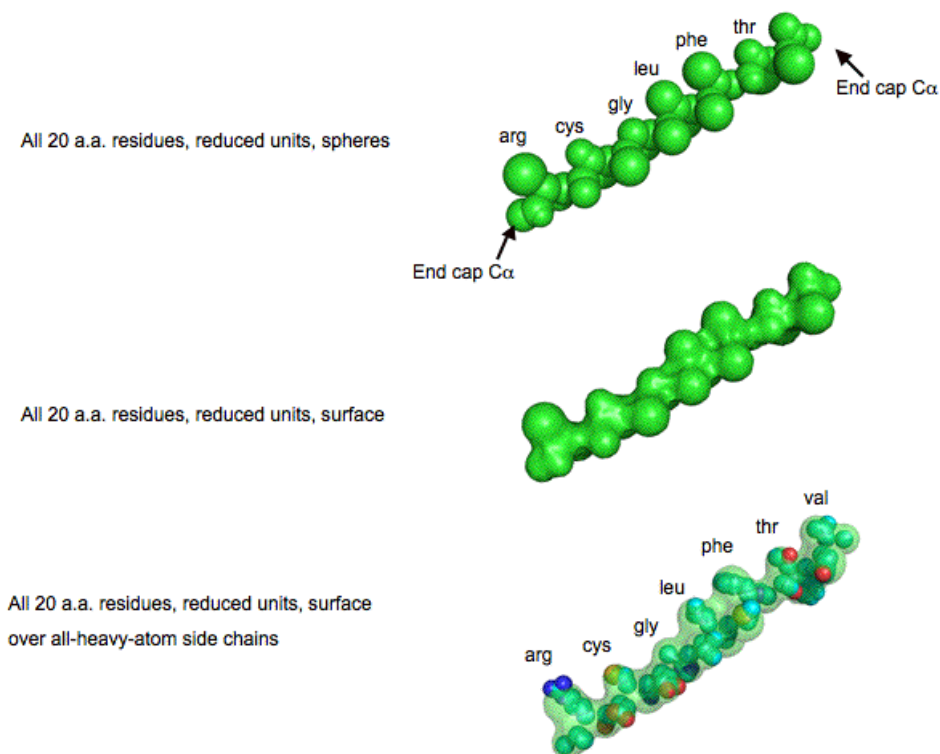 thr
phe
leu
End cap Cα
gly
cys
arg
All 20 a.a. residues, reduced units, spheres
End cap Cα
All 20 a.a. residues, reduced units, surface
val
thr
phe
leu
All 20 a.a. residues, reduced units, surface
over all-heavy-atom side chains
gly
cys
arg